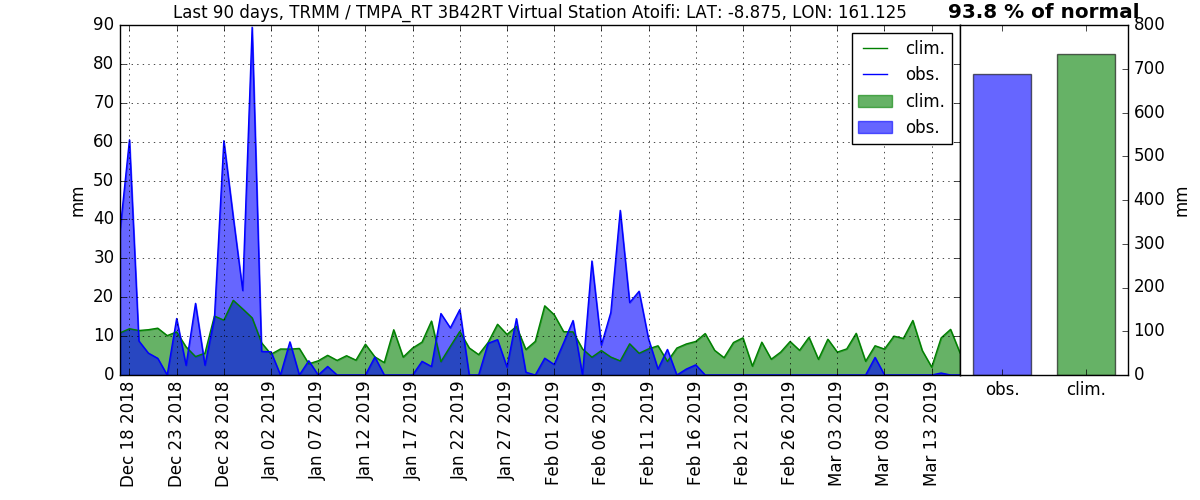 Last 90 days, TRMM / TMPA_RT 3B42RT Virtual Station Atoifi: LAT: -8.875, LON: 161.125
93.8 % of normal
90
80
70
60
50
40
30
20
10
0
mm
clim.
obs.
clim.
obs.
800
700
600
500
400
300
200
100
0
mm
obs.
clim.
Dec 18 2018
Dec 23 2018
Dec 28 2018
Jan 02 2019
Jan 07 2019
Jan 12 2019
Jan 17 2019
Jan 22 2019
Jan 27 2019
Feb 01 2019
Feb 06 2019
Feb 11 2019
Feb 16 2019
Feb 21 2019
Feb 26 2019
Mar 03 2019
Mar 08 2019
Mar 13 2019